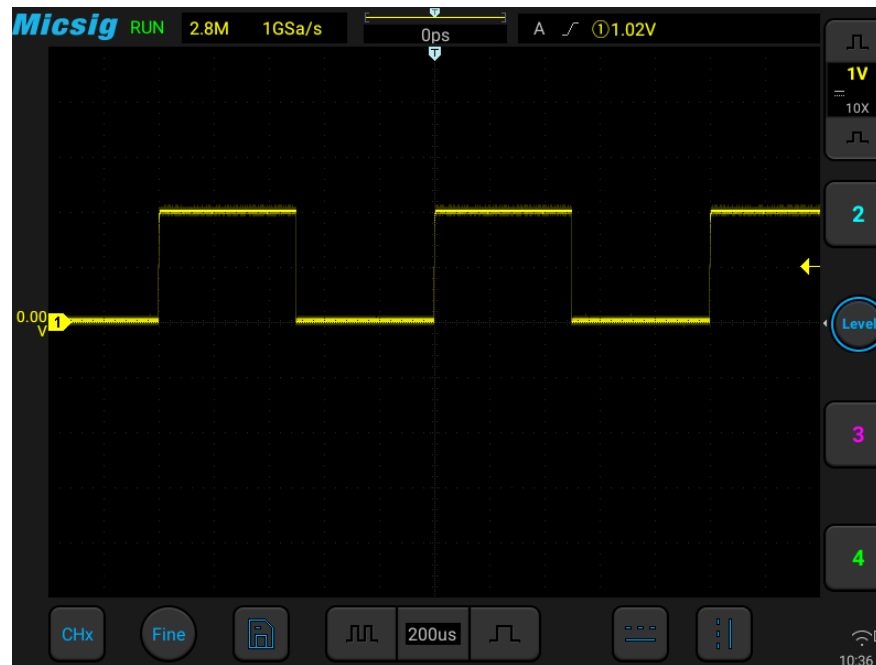 Micsig RUN 2.8M 1GSa/s 0ps A ①1.02V
T
T
1V
10X
2
0.00
V
1
Level
3
4
CHx Fine 200us
10:36